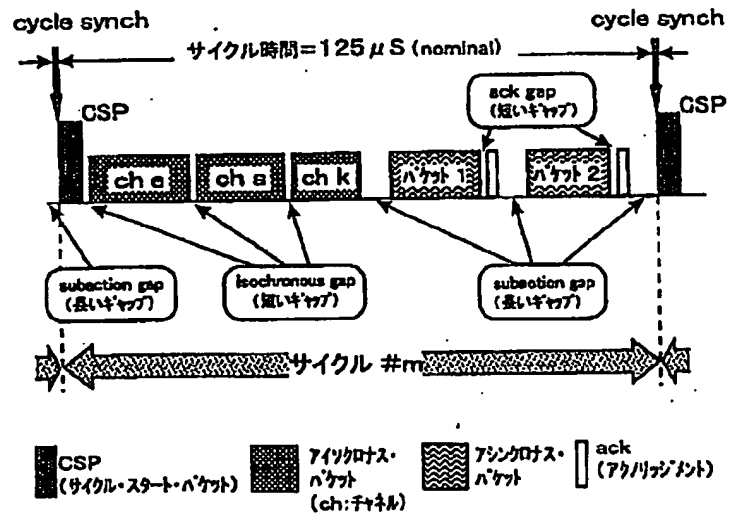 cycle synch
cycle synch
サイクル時間＝125μS (nominal)
CSP
CSP
ack gap
(短いギャップ)
ch e
ch s
ch k
パケット 1
パケット 2
subaction gap
(長いギャップ)
isochronous gap
(短いギャップ)
subaction gap
(長いギャップ)
サイクル #m
CSP
(サイクル・スタート・パケット)
アイソクロナス・
パケット
(ch:チャネル)
アシンクロナス・
パケット
ack
(アクノリッジメント)